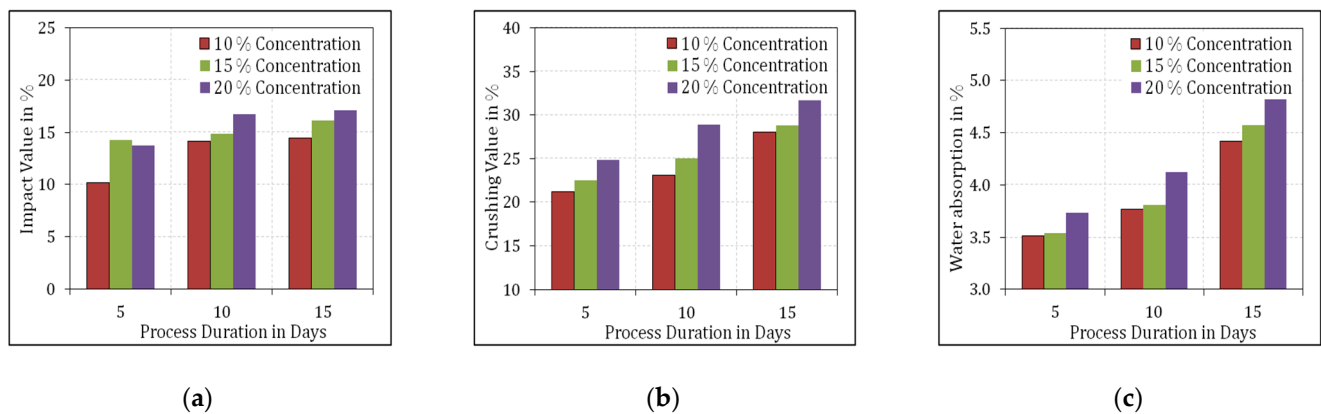 25
20
15
10
5
0
Impact Value in %
10 % Concentration
15 % Concentration
20 % Concentration
5 10 15
Process Duration in Days
(a)
40
35
30
25
20
15
10
Crushing Value in %
10 % Concentration
15 % Concentration
20 % Concentration
5 10 15
Process Duration in Days
(b)
5.5
5.0
4.5
4.0
3.5
3.0
Water absorption in %
10 % Concentration
15 % Concentration
20 % Concentration
5 10 15
Process Duration in Days
(c)